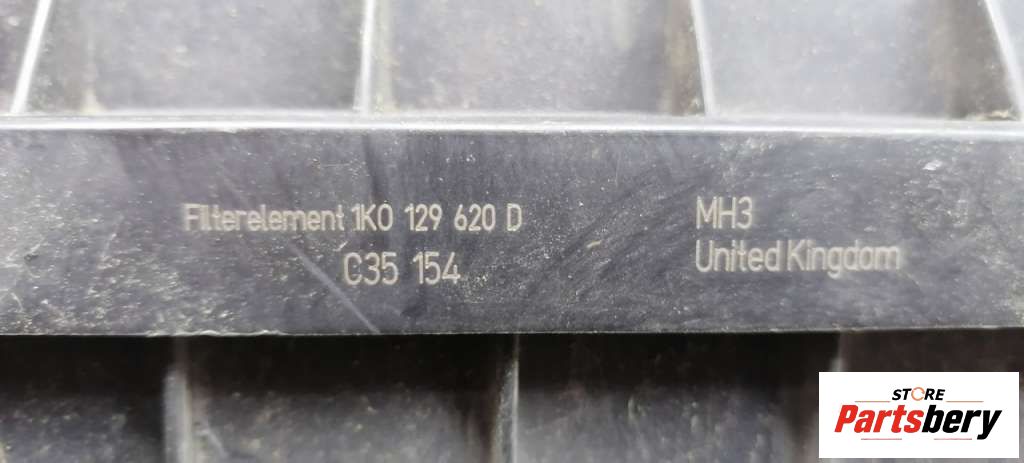 Filterelement 1K0 129 620 D
C35 154
MH3
United Kingdom
STORE
Partsbery